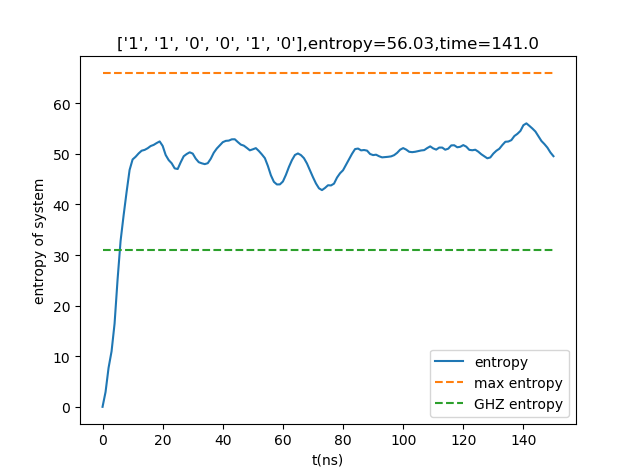 ['1', '1', '0', '0', '1', '0'],entropy=56.03,time=141.0
entropy of system
60
50
40
30
20
10
0
entropy
max entropy
GHZ entropy
0 20 40 60 80 100 120 140
t(ns)